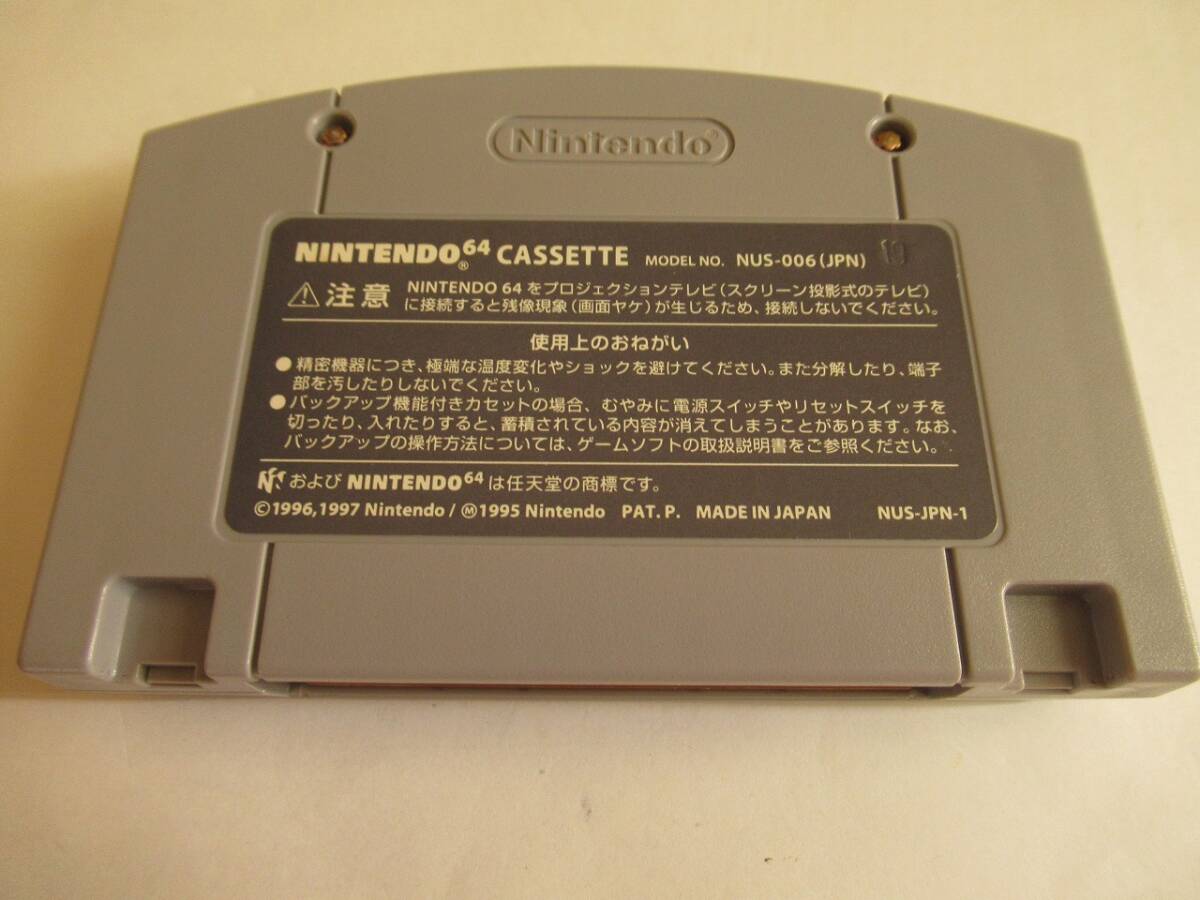 Nintendo®
NINTENDO64® CASSETTE MODEL NO. NUS-006(JPN)
⚠注意 NINTENDO 64 をプロジェクションテレビ(スクリーン投影式のテレビ)
に接続すると残像現象(画面ヤケ)が生じるため、接続しないでください。
使用上のおねがい
●精密機器につき、極端な温度変化やショックを避けてください。また分解したり、端子
部を汚したりしないでください。
●バックアップ機能付きカセットの場合、むやみに電源スイッチやリセットスイッチを
切ったり、入れたりすると、蓄積されている内容が消えてしまうことがあります。なお、
バックアップの操作方法については、ゲームソフトの取扱説明書をご参照ください。
および NINTENDO64 は任天堂の商標です。
©1996,1997 Nintendo / Ⓜ1995 Nintendo PAT. P. MADE IN JAPAN NUS-JPN-1